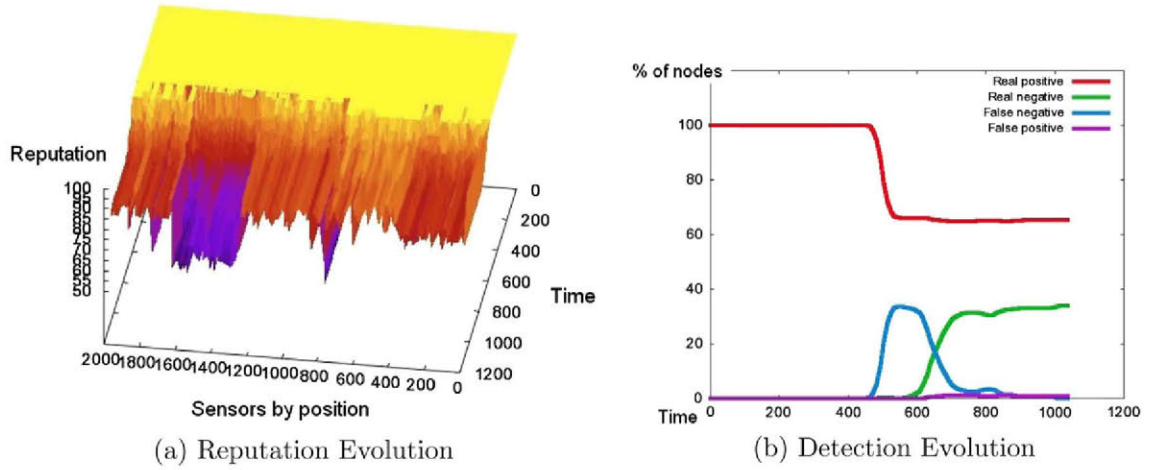 Reputation
100
95
90
85
80
75
70
65
60
55
50
0
200
400
600
800
1000
1200
Time
2000 1800 1600 1400 1200 1000 800 600 400 200 0
Sensors by position
(a) Reputation Evolution
% of nodes
Real positive
Real negative
False negative
False positive
100
80
60
40
20
0
Time
0 200 400 600 800 1000 1200
(b) Detection Evolution